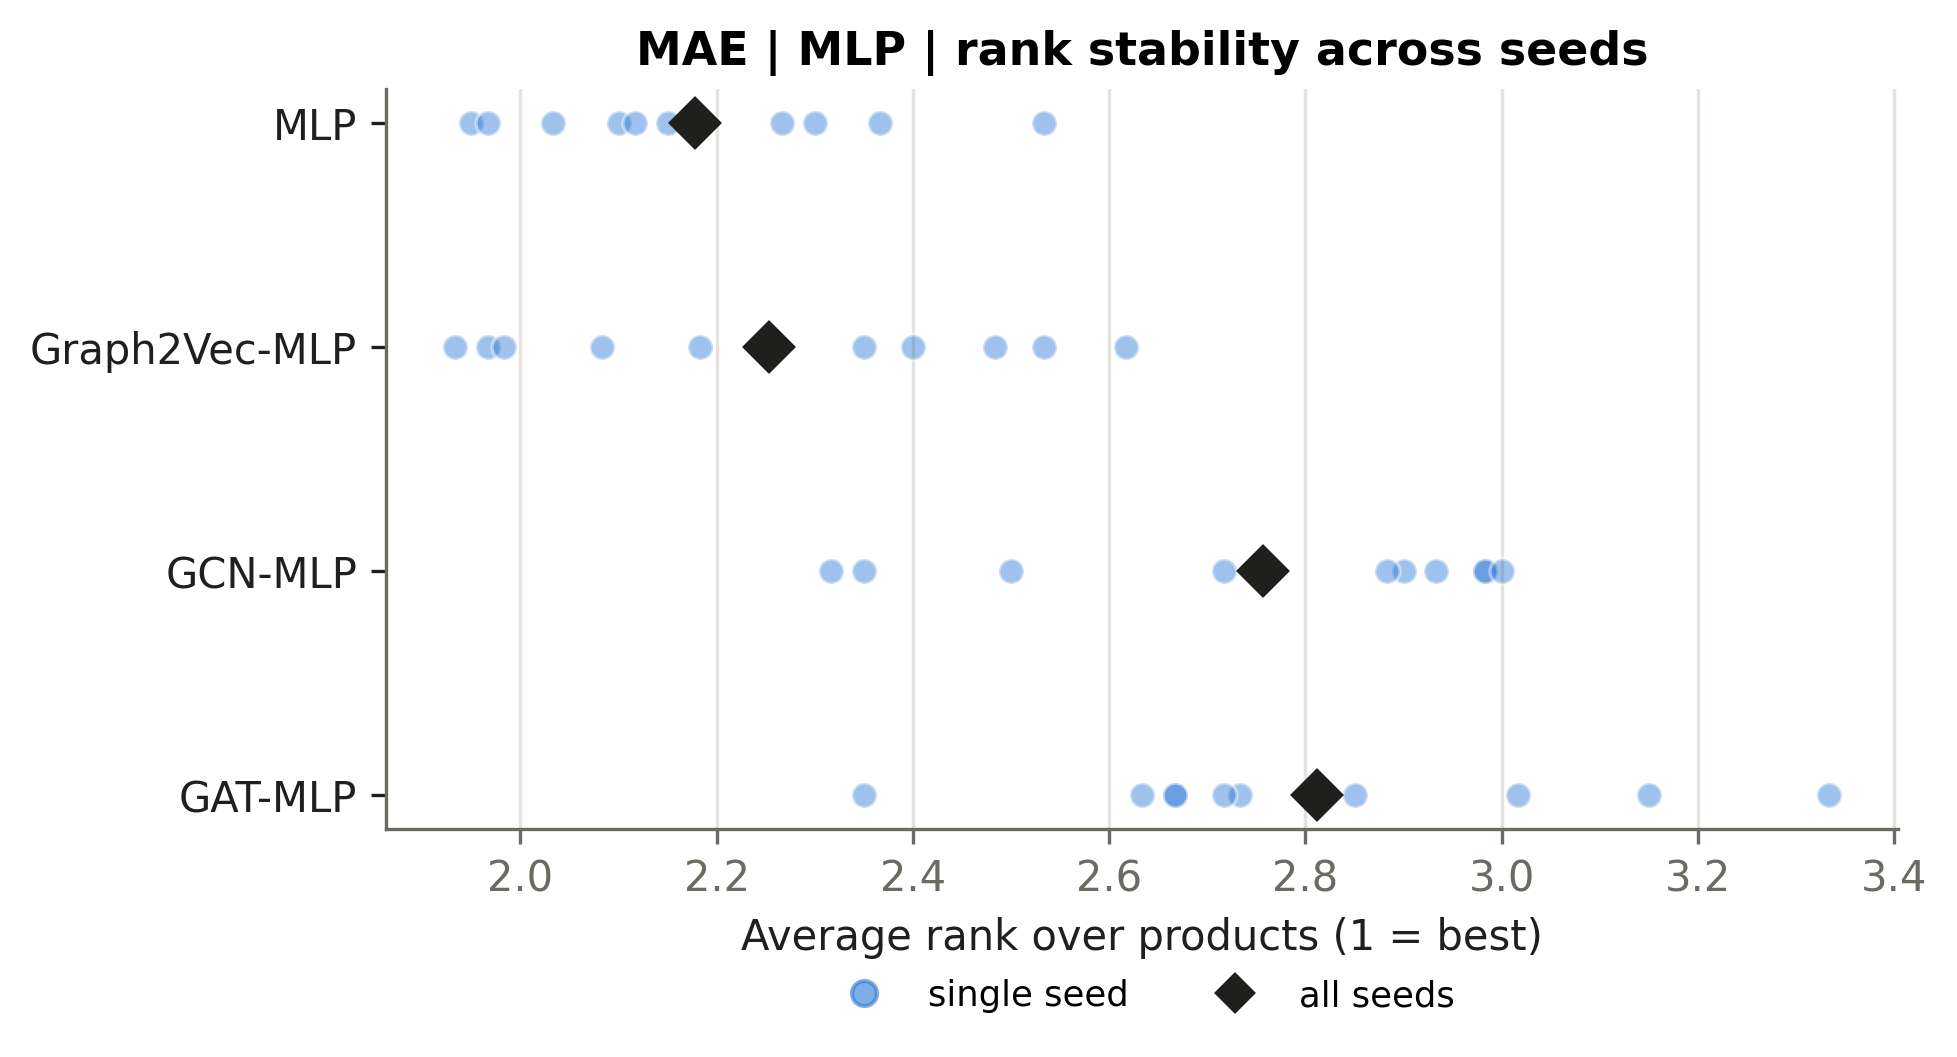 MAE | MLP | rank stability across seeds
MLP
Graph2Vec-MLP
GCN-MLP
GAT-MLP
2.0 2.2 2.4 2.6 2.8 3.0 3.2 3.4
Average rank over products (1 = best)
single seed all seeds